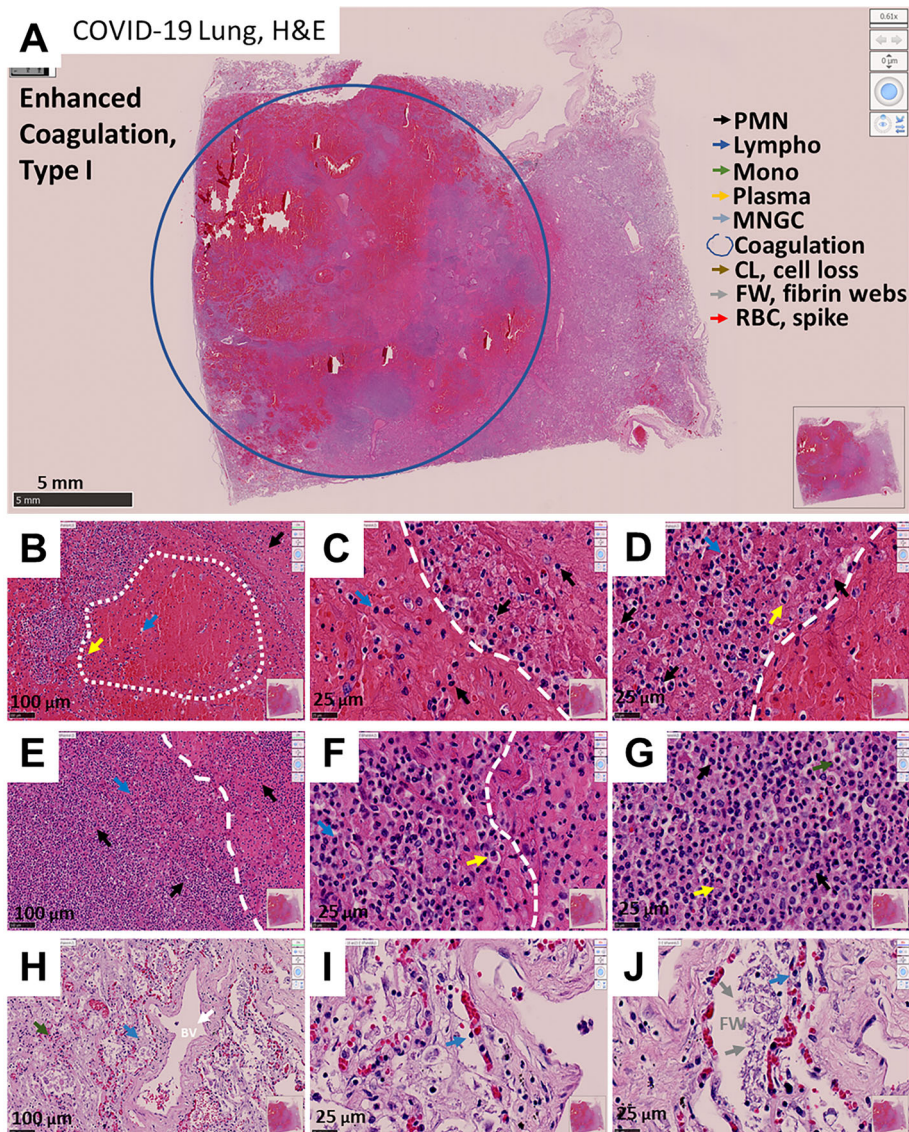 A
COVID-19 Lung, H&E
0.61x
0 µm
Enhanced
Coagulation,
Type I
PMN
Lympho
Mono
Plasma
MNGC
Coagulation
CL, cell loss
FW, fibrin webs
RBC, spike
5 mm
5 mm
B
100 µm
C
25 µm
D
25 µm
E
100 µm
F
25 µm
G
25 µm
H
BV
100 µm
I
25 µm
J
FW
25 µm